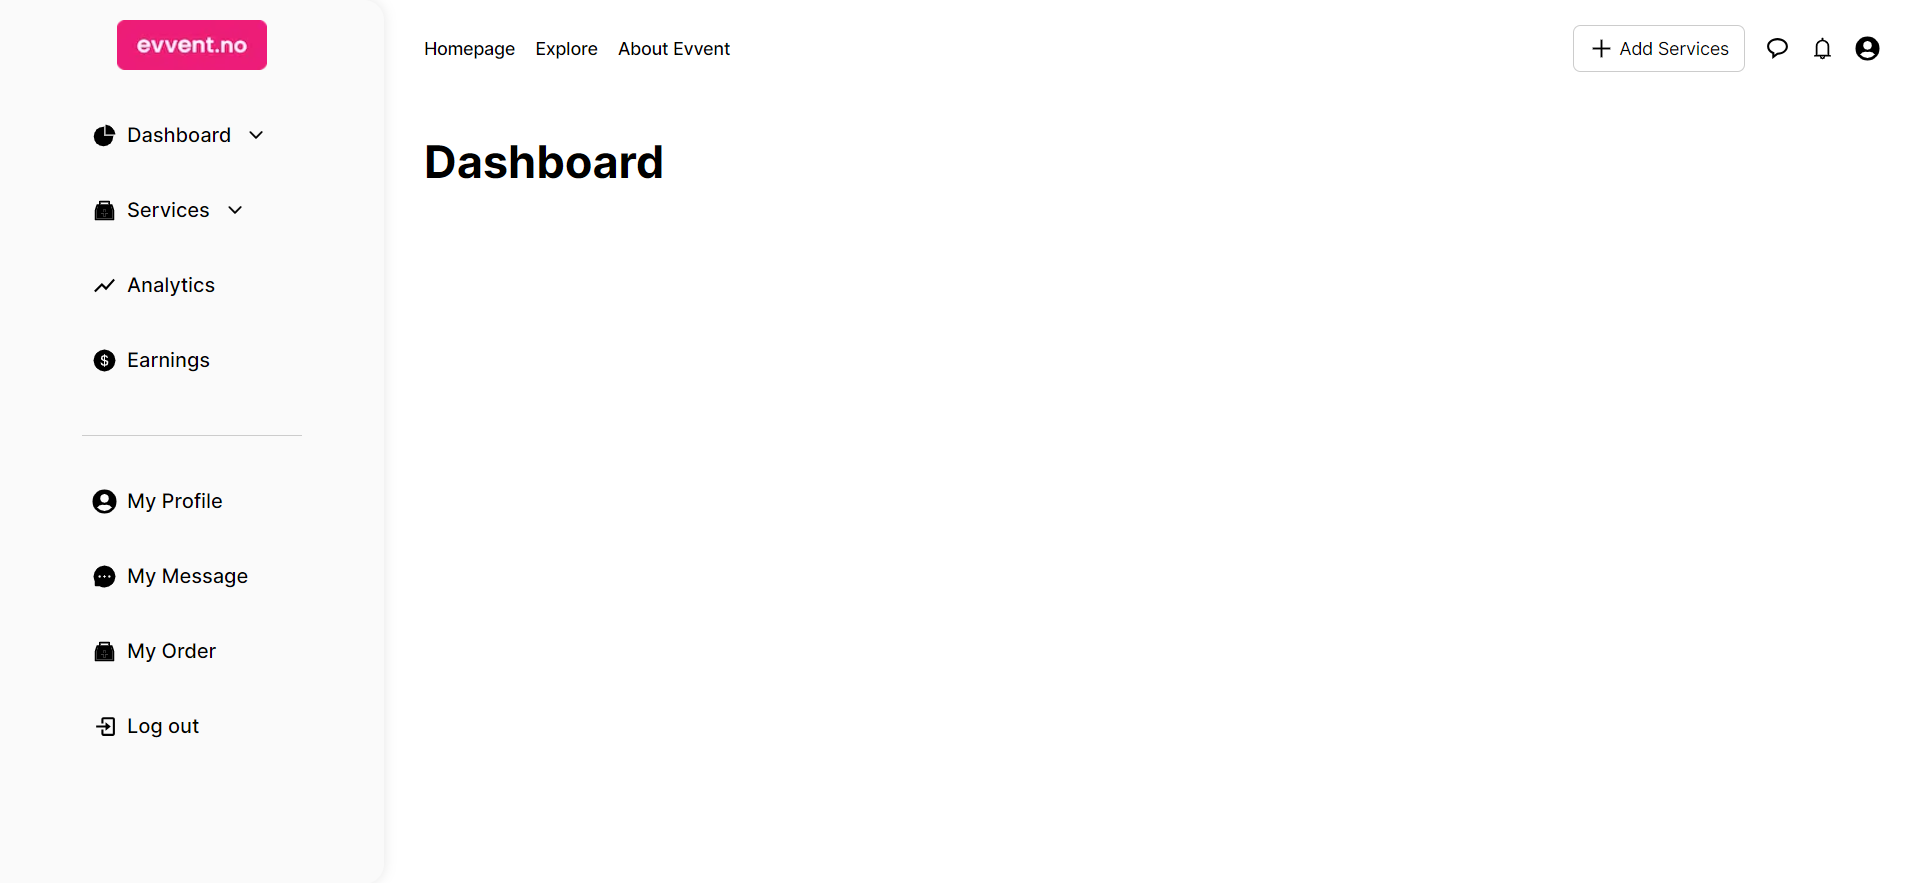 evvent.no
Dashboard
Services
Analytics
Earnings
My Profile
My Message
My Order
Log out
Homepage Explore About Evvent
Add Services
Dashboard